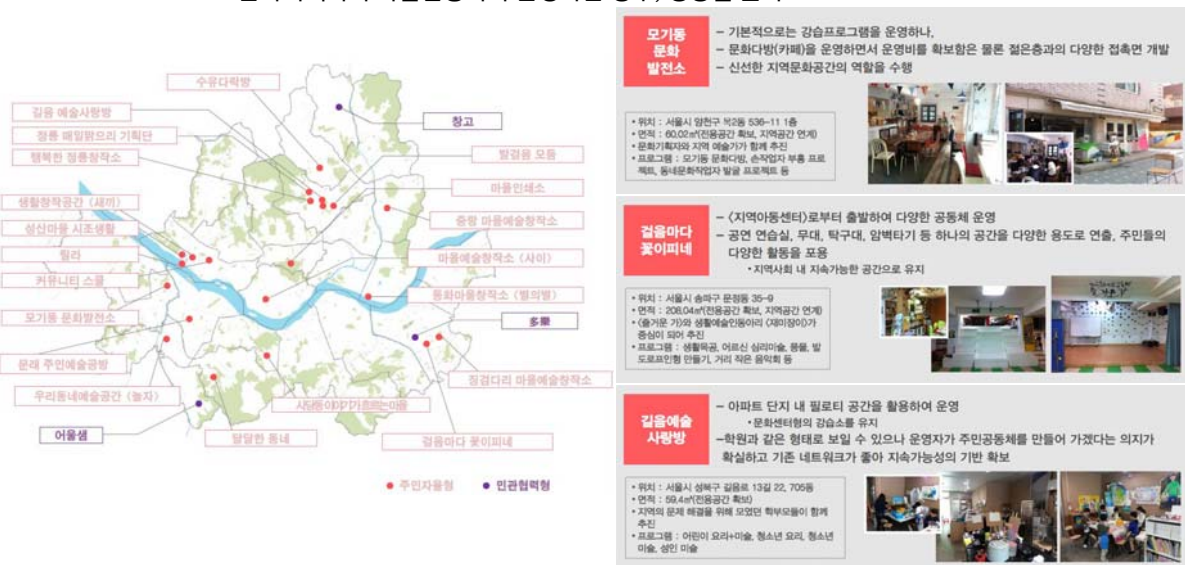 수유다락방
길음 예술사랑방
창고
정릉 매일맑으리 기획단
행복한 정릉창작소
발걸음 모듬
마을인쇄소
생활창작공간 (새끼)
성산마을 시조생활
중랑 마을예술창작소
릴라
마을예술창작소 〈사이〉
커뮤니티 스쿨
동화마을창작소 〈별의별〉
모기동 문화발전소
多樂
문래 주민예술공방
징검다리 마을예술창작소
우리동네예술공간 〈놀자〉
사당동 이야기가 흐르는 마을
어울샘
달달한 동네
걸음마다 꽃이피네
주민자율형
민관협력형
모기동
문화
발전소
– 기본적으로는 강습프로그램을 운영하나,
– 문화다방(카페)을 운영하면서 운영비를 확보함은 물론 젊은층과의 다양한 접촉면 개발
– 신선한 지역문화공간의 역할을 수행
• 위치 : 서울시 양천구 목2동 536-11 1층
• 면적 : 60.02㎡(전용공간 확보, 지역공간 연계)
• 문화기획자와 지역 예술가가 함께 추진
• 프로그램 : 모기동 문화다방, 손작업자 부흥 프로
젝트, 동네문화작업자 발굴 프로젝트 등
걸음마다
꽃이피네
– 〈지역아동센터〉로부터 출발하여 다양한 공동체 운영
– 공연 연습실, 무대, 탁구대, 암벽타기 등 하나의 공간을 다양한 용도로 연출, 주민들의
다양한 활동을 포용
• 지역사회 내 지속가능한 공간으로 유지
• 위치 : 서울시 송파구 문정동 35-9
• 면적 : 208.04㎡(전용공간 확보, 지역공간 연계)
• 〈즐거운 가〉와 생활예술인동아리 〈재미장이〉가
중심이 되어 추진
• 프로그램 : 생활목공, 어르신 심리미술, 풍물, 발
도르프인형 만들기, 거리 작은 음악회 등
길음예술
사랑방
– 아파트 단지 내 필로티 공간을 활용하여 운영
• 문화센터형의 강습소를 유지
–학원과 같은 형태로 보일 수 있으나 운영자가 주민공동체를 만들어 가겠다는 의지가
확실하고 기존 네트워크가 좋아 지속가능성의 기반 확보
• 위치 : 서울시 성북구 길음로 13길 22, 705동
• 면적 : 59.4㎡(전용공간 확보)
• 지역의 문제 해결을 위해 모였던 학부모들이 함께
추진
• 프로그램 : 어린이 요리+미술, 청소년 요리, 청소년
미술, 성인 미술